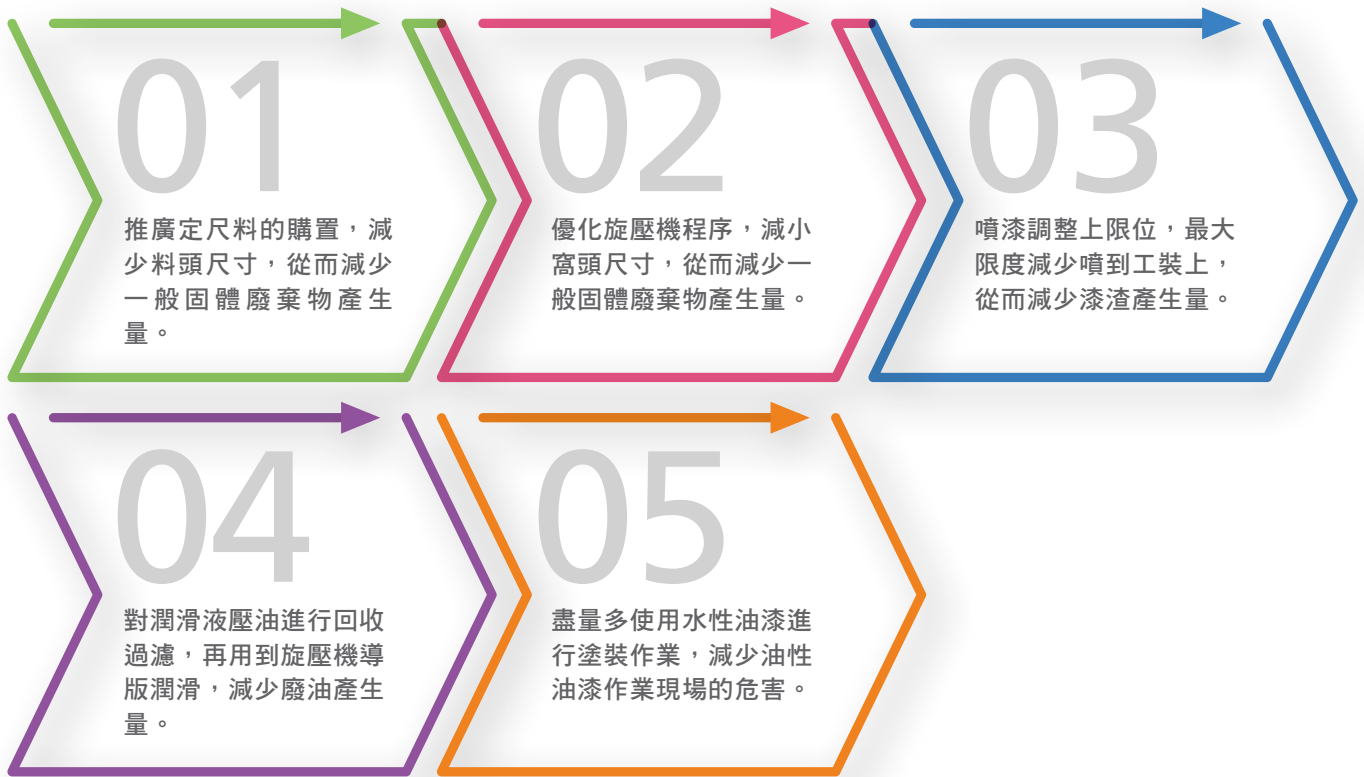 01
推廣定尺料的購置，減
少料頭尺寸，從而減少
一般固體廢棄物產生
量。
02
優化旋壓機程序，減小
窩頭尺寸，從而減少一
般固體廢棄物產生量。
03
噴漆調整上限位，最大
限度減少噴到工裝上，
從而減少漆渣產生量。
04
對潤滑液壓油進行回收
過濾，再用到旋壓機導
版潤滑，減少廢油產生
量。
05
盡量多使用水性油漆進
行塗裝作業，減少油性
油漆作業現場的危害。